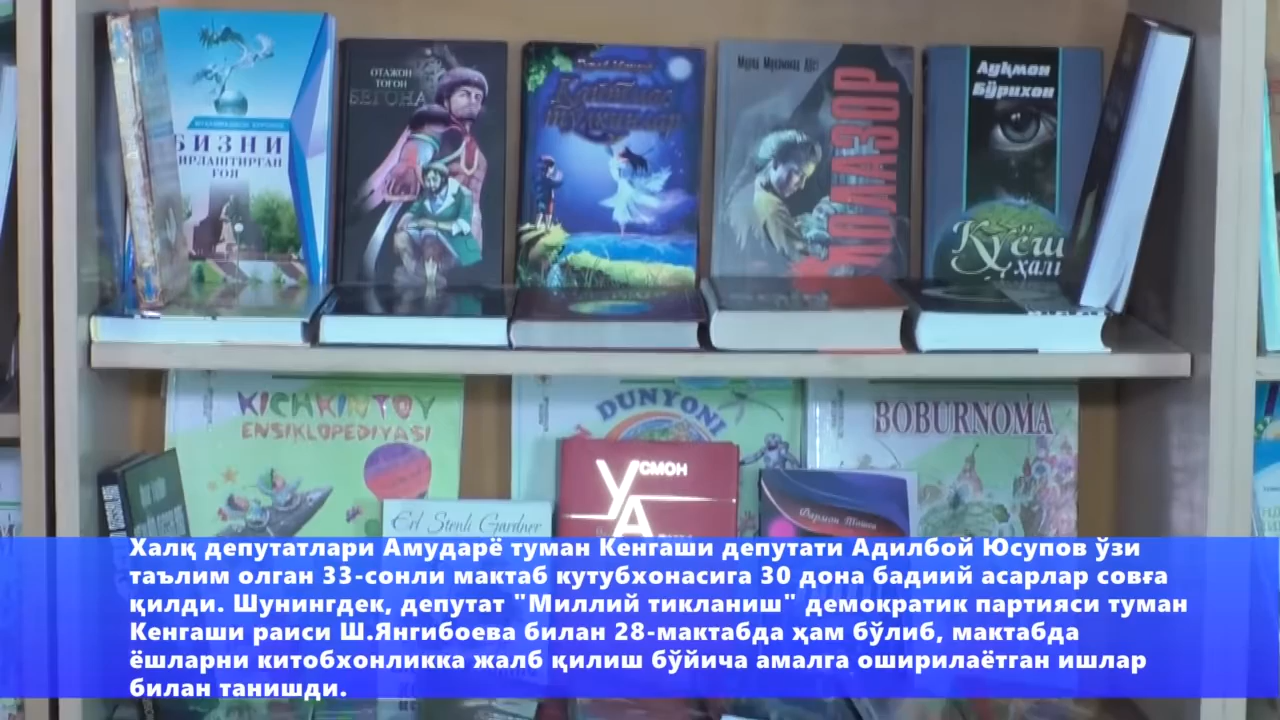 БИЗНИ
ҒОЯ
ОТАЖОН
ТОҒОН
БЕГОНА
МОЛАЗОР
Луқмон
Бўрихон
Қуёш
ҳали
KICHKINTOY
ENSIKLOPEDIYASI
DUNYONI
BOBURNOMA
Erl Stenli Gardner
УСМОН
Халқ депутатлари Амударё туман Кенгаши депутати Адилбой Юсупов ўзи
таълим олган 33-сонли мактаб кутубхонасига 30 дона бадиий асарлар совға
қилди. Шунингдек, депутат "Миллий тикланиш" демократик партияси туман
Кенгаши раиси Ш.Янгибоева билан 28-мактабда ҳам бўлиб, мактабда
ёшларни китобхонликка жалб қилиш бўйича амалга оширилаётган ишлар
билан танишди.